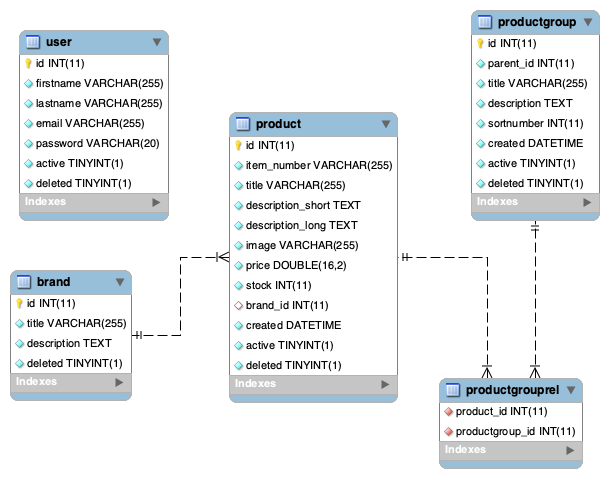 user
id INT(11)
firstname VARCHAR(255)
lastname VARCHAR(255)
email VARCHAR(255)
password VARCHAR(20)
active TINYINT(1)
deleted TINYINT(1)
Indexes
brand
id INT(11)
title VARCHAR(255)
description TEXT
deleted TINYINT(1)
Indexes
product
id INT(11)
item_number VARCHAR(255)
title VARCHAR(255)
description_short TEXT
description_long TEXT
image VARCHAR(255)
price DOUBLE(16,2)
stock INT(11)
brand_id INT(11)
created DATETIME
active TINYINT(1)
deleted TINYINT(1)
Indexes
productgroup
id INT(11)
parent_id INT(11)
title VARCHAR(255)
description TEXT
sortnumber INT(11)
created DATETIME
active TINYINT(1)
deleted TINYINT(1)
Indexes
productgrouprel
product_id INT(11)
productgroup_id INT(11)
Indexes